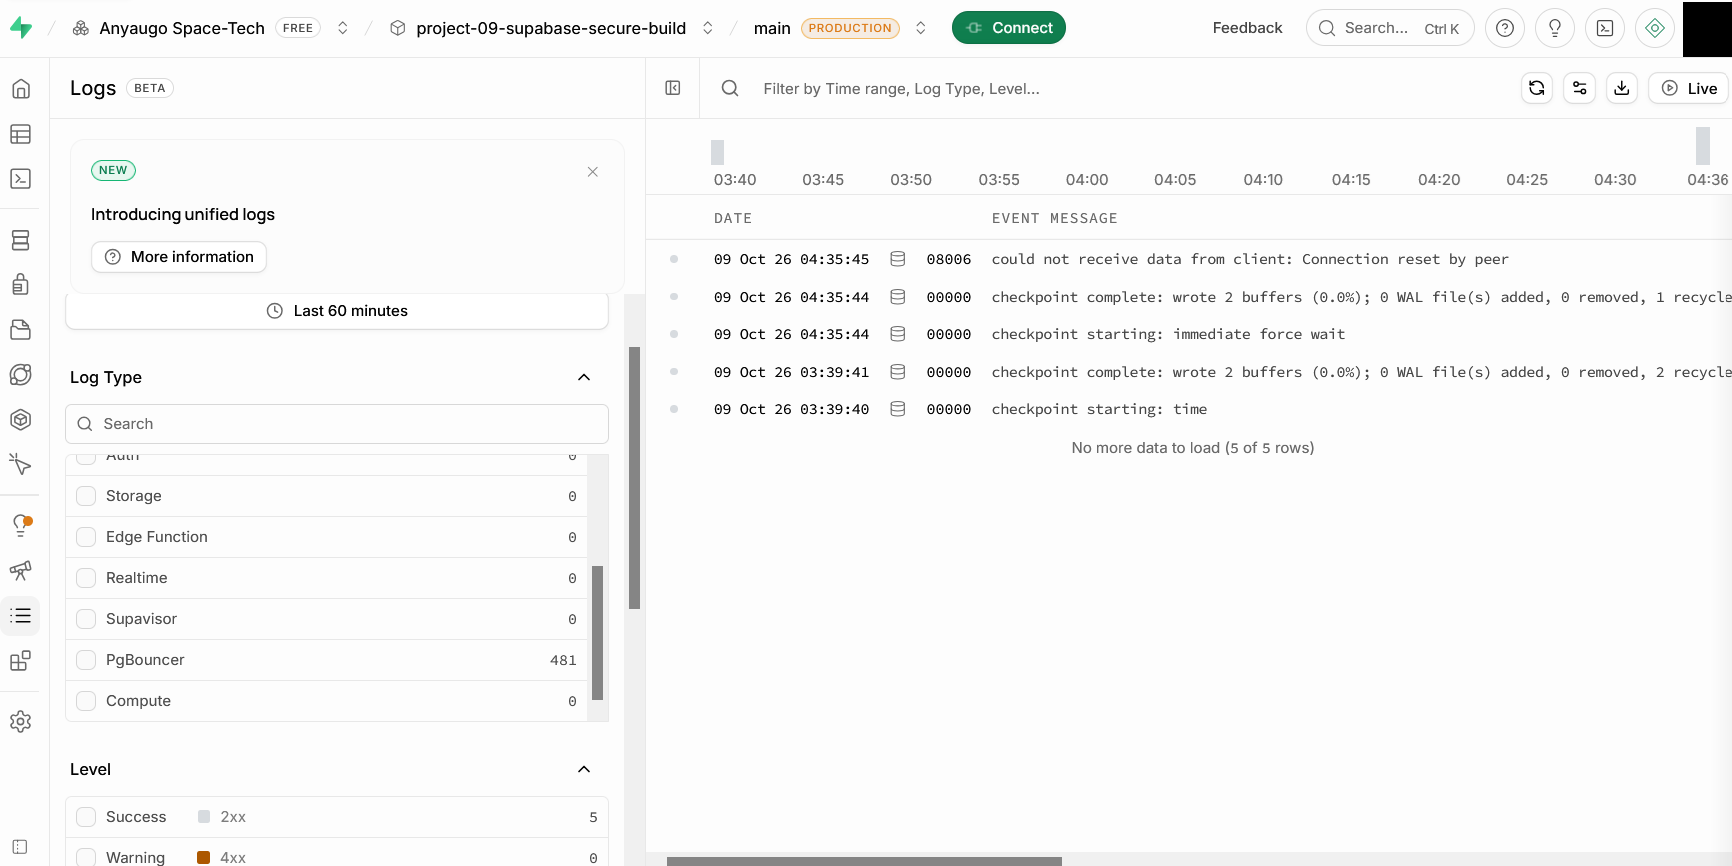 Anyaugo Space-Tech FREE project-09-supabase-secure-build main PRODUCTION Connect Feedback Search... Ctrl K
Logs BETA
Filter by Time range, Log Type, Level... Live
NEW
Introducing unified logs
More information
Last 60 minutes
Log Type
Search
Auth 0
Storage 0
Edge Function 0
Realtime 0
Supavisor 0
PgBouncer 481
Compute 0
Level
Success 2xx 5
Warning 4xx 0
03:40 03:45 03:50 03:55 04:00 04:05 04:10 04:15 04:20 04:25 04:30 04:36
DATE EVENT MESSAGE
09 Oct 26 04:35:45 08006 could not receive data from client: Connection reset by peer
09 Oct 26 04:35:44 00000 checkpoint complete: wrote 2 buffers (0.0%); 0 WAL file(s) added, 0 removed, 1 recycle
09 Oct 26 04:35:44 00000 checkpoint starting: immediate force wait
09 Oct 26 03:39:41 00000 checkpoint complete: wrote 2 buffers (0.0%); 0 WAL file(s) added, 0 removed, 2 recycle
09 Oct 26 03:39:40 00000 checkpoint starting: time
No more data to load (5 of 5 rows)